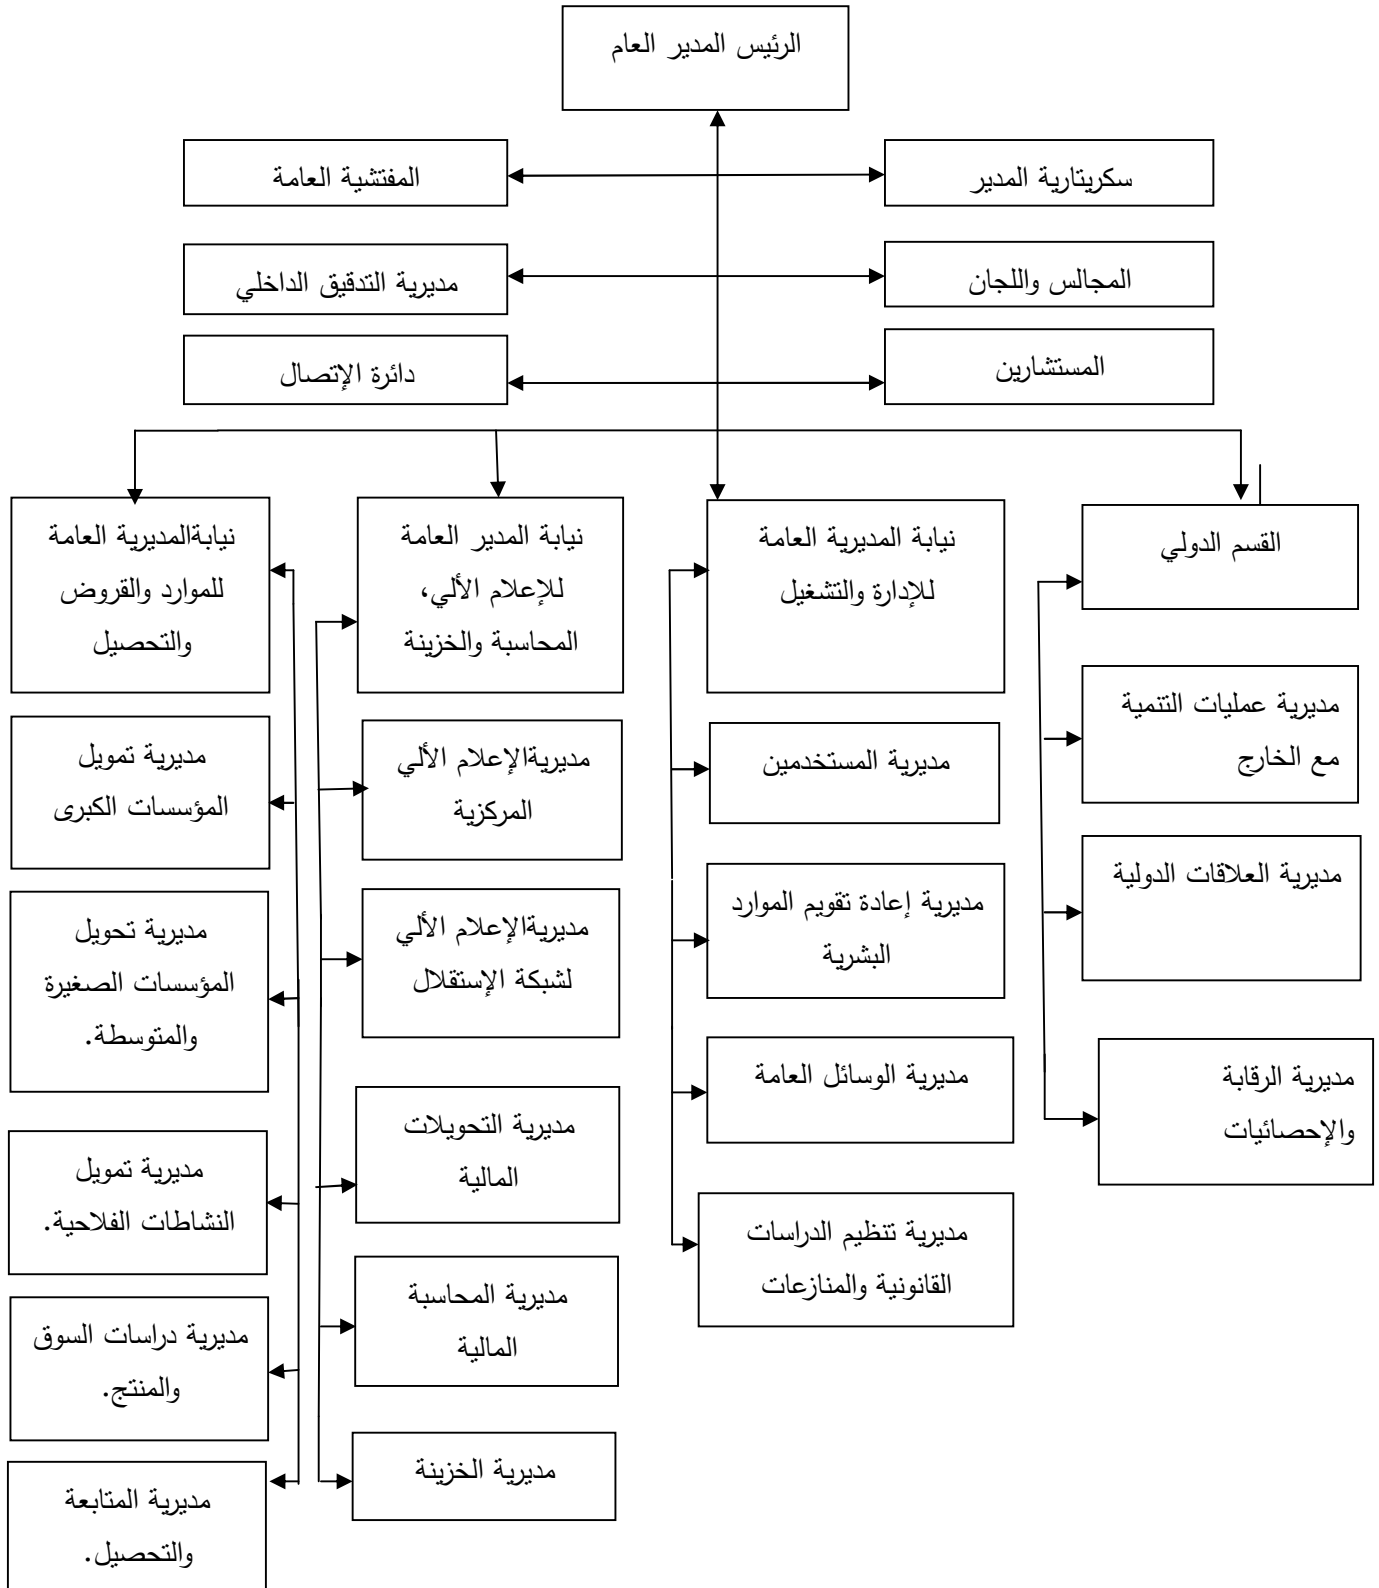 الرئيس المدير العام
سكريتارية المدير
المفتشية العامة
المجالس واللجان
مديرية التدقيق الداخلي
المستشارين
دائرة الإتصال
القسم الدولي
مديرية عمليات التنمية
مع الخارج
مديرية العلاقات الدولية
مديرية الرقابة
والإحصائيات
نيابة المديرية العامة
للإدارة والتشغيل
مديرية المستخدمين
مديرية إعادة تقويم الموارد
البشرية
مديرية الوسائل العامة
مديرية تنظيم الدراسات
القانونية والمنازعات
نيابة المدير العامة
للإعلام الألي،
المحاسبة والخزينة
مديريةالإعلام الألي
المركزية
مديريةالإعلام الألي
لشبكة الإستقلال
مديرية التحويلات
المالية
مديرية المحاسبة
المالية
مديرية الخزينة
نيابةالمديرية العامة
للموارد والقروض
والتحصيل
مديرية تمويل
المؤسسات الكبرى
مديرية تحويل
المؤسسات الصغيرة
والمتوسطة.
مديرية تمويل
النشاطات الفلاحية.
مديرية دراسات السوق
والمنتج.
مديرية المتابعة
والتحصيل.